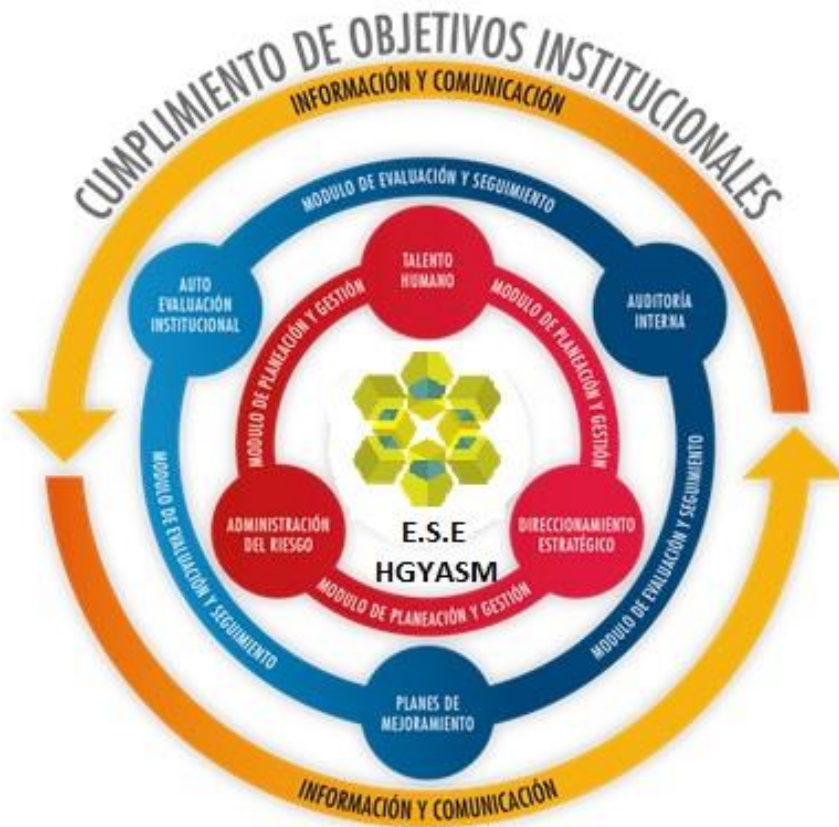 CUMPLIMIENTO DE OBJETIVOS INSTITUCIONALES
INFORMACIÓN Y COMUNICACIÓN
MODULO DE EVALUACIÓN Y SEGUIMIENTO
TALENTO
HUMANO
AUTO
EVALUACIÓN
INSTITUCIONAL
AUDITORÍA
INTERNA
MODULO DE PLANEACIÓN Y GESTIÓN
MODULO DE PLANEACIÓN Y GESTIÓN
ADMINISTRACIÓN
DEL RIESGO
E.S.E
HGYASM
DIRECCIONAMIENTO
ESTRATÉGICO
MODULO DE PLANEACIÓN Y GESTIÓN
MODULO DE EVALUACIÓN Y SEGUIMIENTO
MODULO DE EVALUACIÓN Y SEGUIMIENTO
PLANES DE
MEJORAMIENTO
INFORMACIÓN Y COMUNICACIÓN